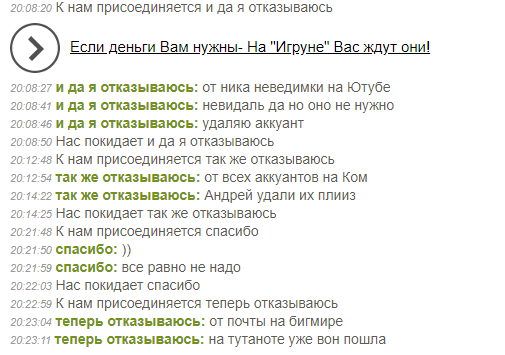 20:08:20 К нам присоединяется и да я отказываюсь
Если деньги Вам нужны- На "Игруне" Вас ждут они!
20:08:27 и да я отказываюсь: от ника неведимки на Ютубе
20:08:41 и да я отказываюсь: невидаль да но оно не нужно
20:08:46 и да я отказываюсь: удаляю аккуант
20:08:50 Нас покидает и да я отказываюсь
20:12:48 К нам присоединяется так же отказываюсь
20:12:54 так же отказываюсь: от всех аккуантов на Ком
20:14:22 так же отказываюсь: Андрей удали их плииз
20:14:25 Нас покидает так же отказываюсь
20:21:48 К нам присоединяется спасибо
20:21:50 спасибо: ))
20:21:59 спасибо: все равно не надо
20:22:03 Нас покидает спасибо
20:22:59 К нам присоединяется теперь отказываюсь
20:23:04 теперь отказываюсь: от почты на бигмире
20:23:11 теперь отказываюсь: на тутаноте уже вон пошла